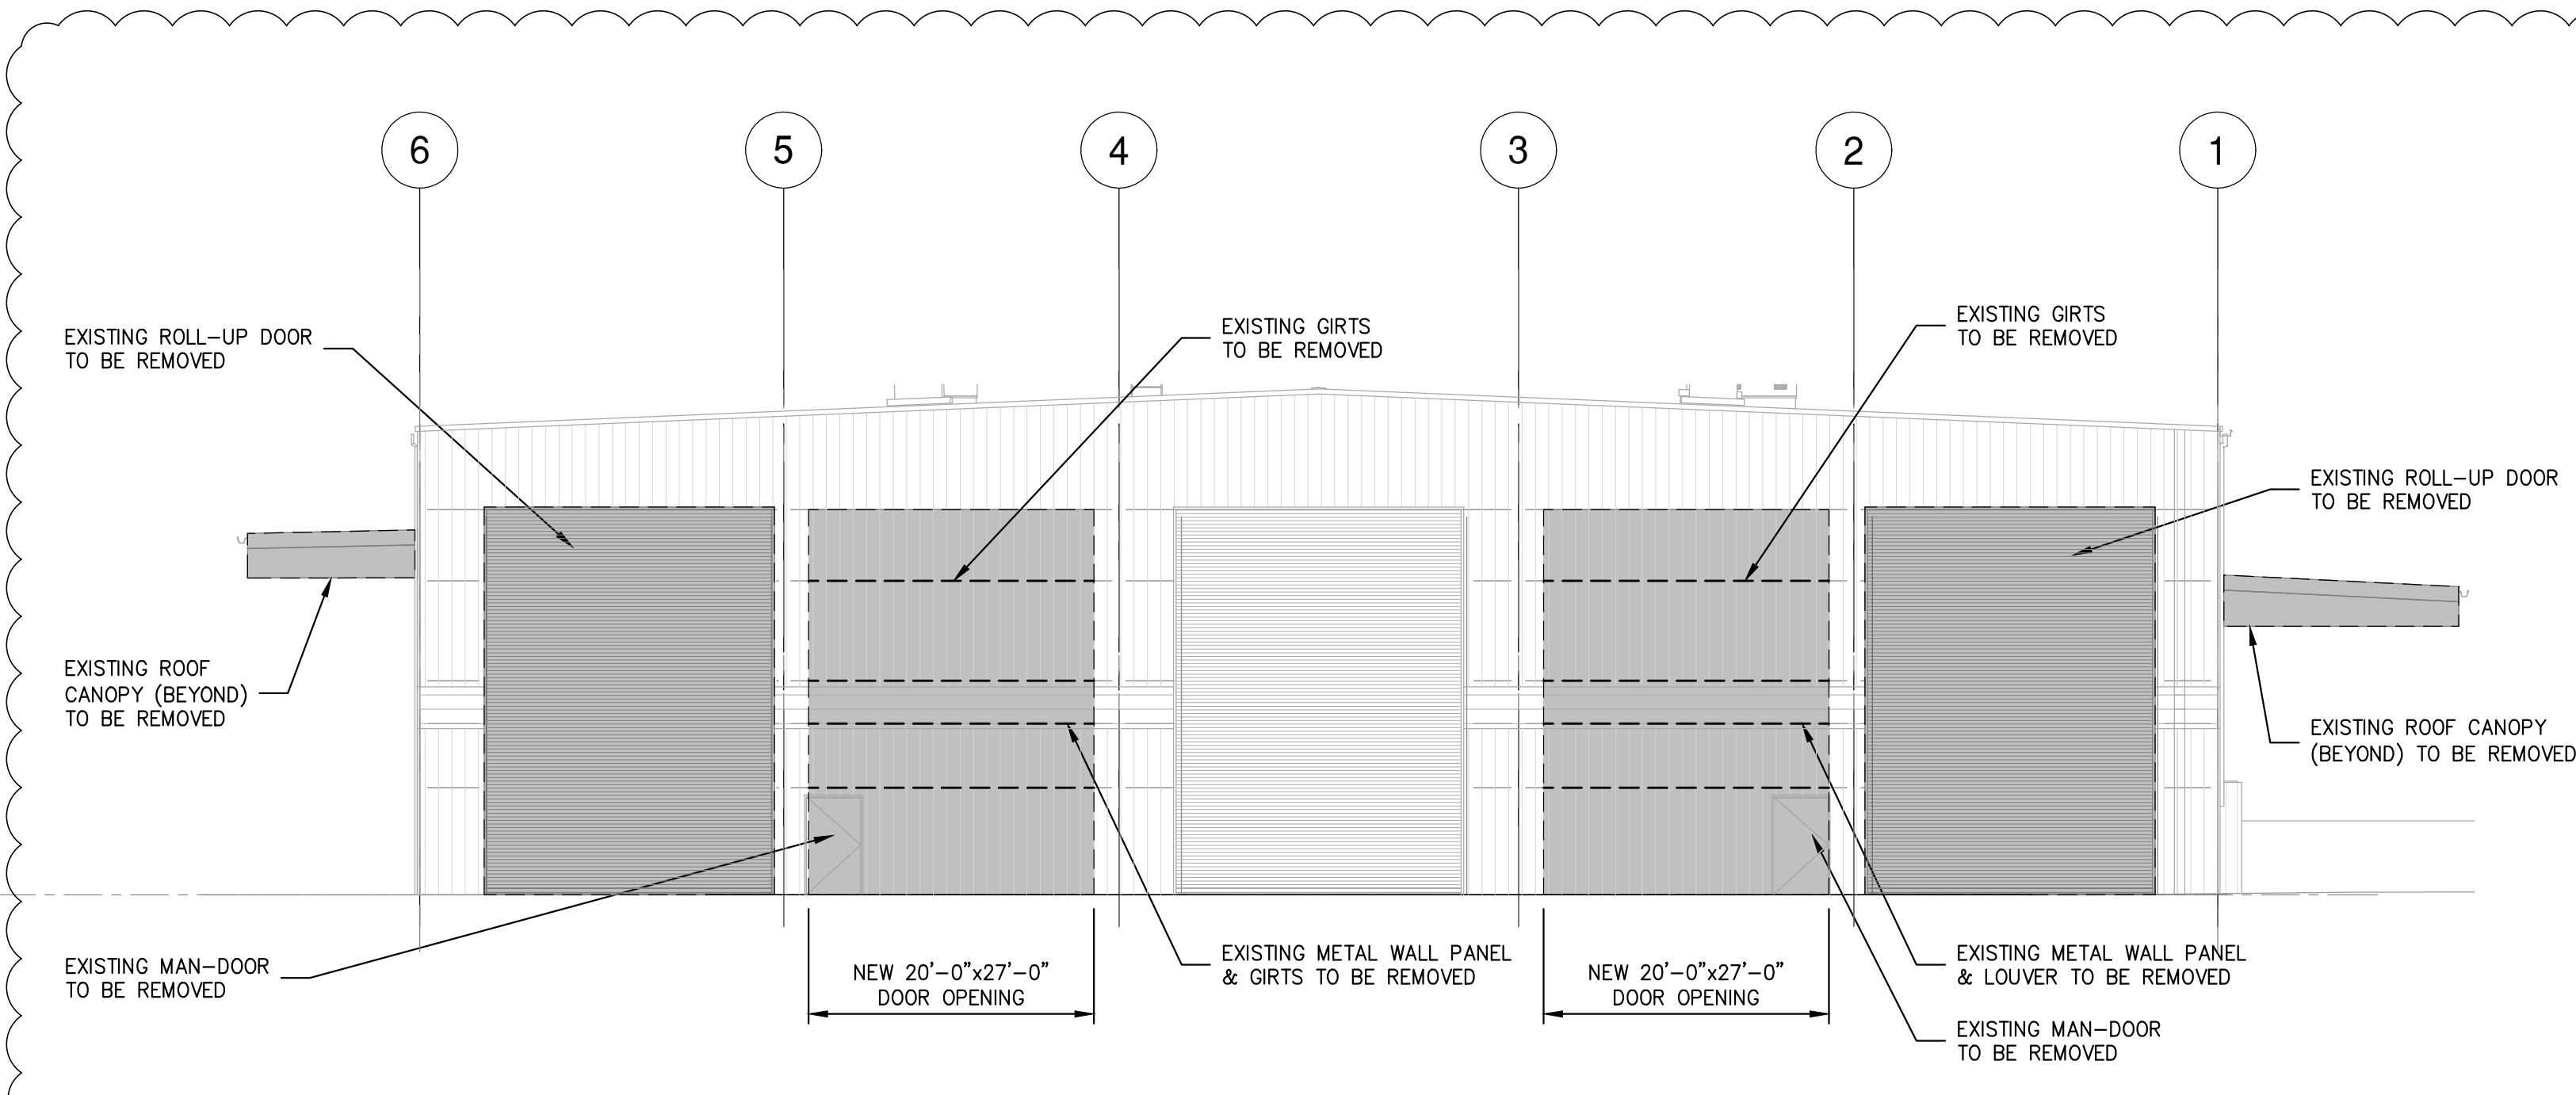 6
5
4
3
2
1
EXISTING ROLL-UP DOOR
TO BE REMOVED
EXISTING GIRTS
TO BE REMOVED
EXISTING GIRTS
TO BE REMOVED
EXISTING ROLL-UP DOOR
TO BE REMOVED
EXISTING ROOF
CANOPY (BEYOND)
TO BE REMOVED
EXISTING ROOF CANOPY
(BEYOND) TO BE REMOVED
EXISTING MAN-DOOR
TO BE REMOVED
NEW 20'-0"x27'-0"
DOOR OPENING
EXISTING METAL WALL PANEL
& GIRTS TO BE REMOVED
NEW 20'-0"x27'-0"
DOOR OPENING
EXISTING METAL WALL PANEL
& LOUVER TO BE REMOVED
EXISTING MAN-DOOR
TO BE REMOVED